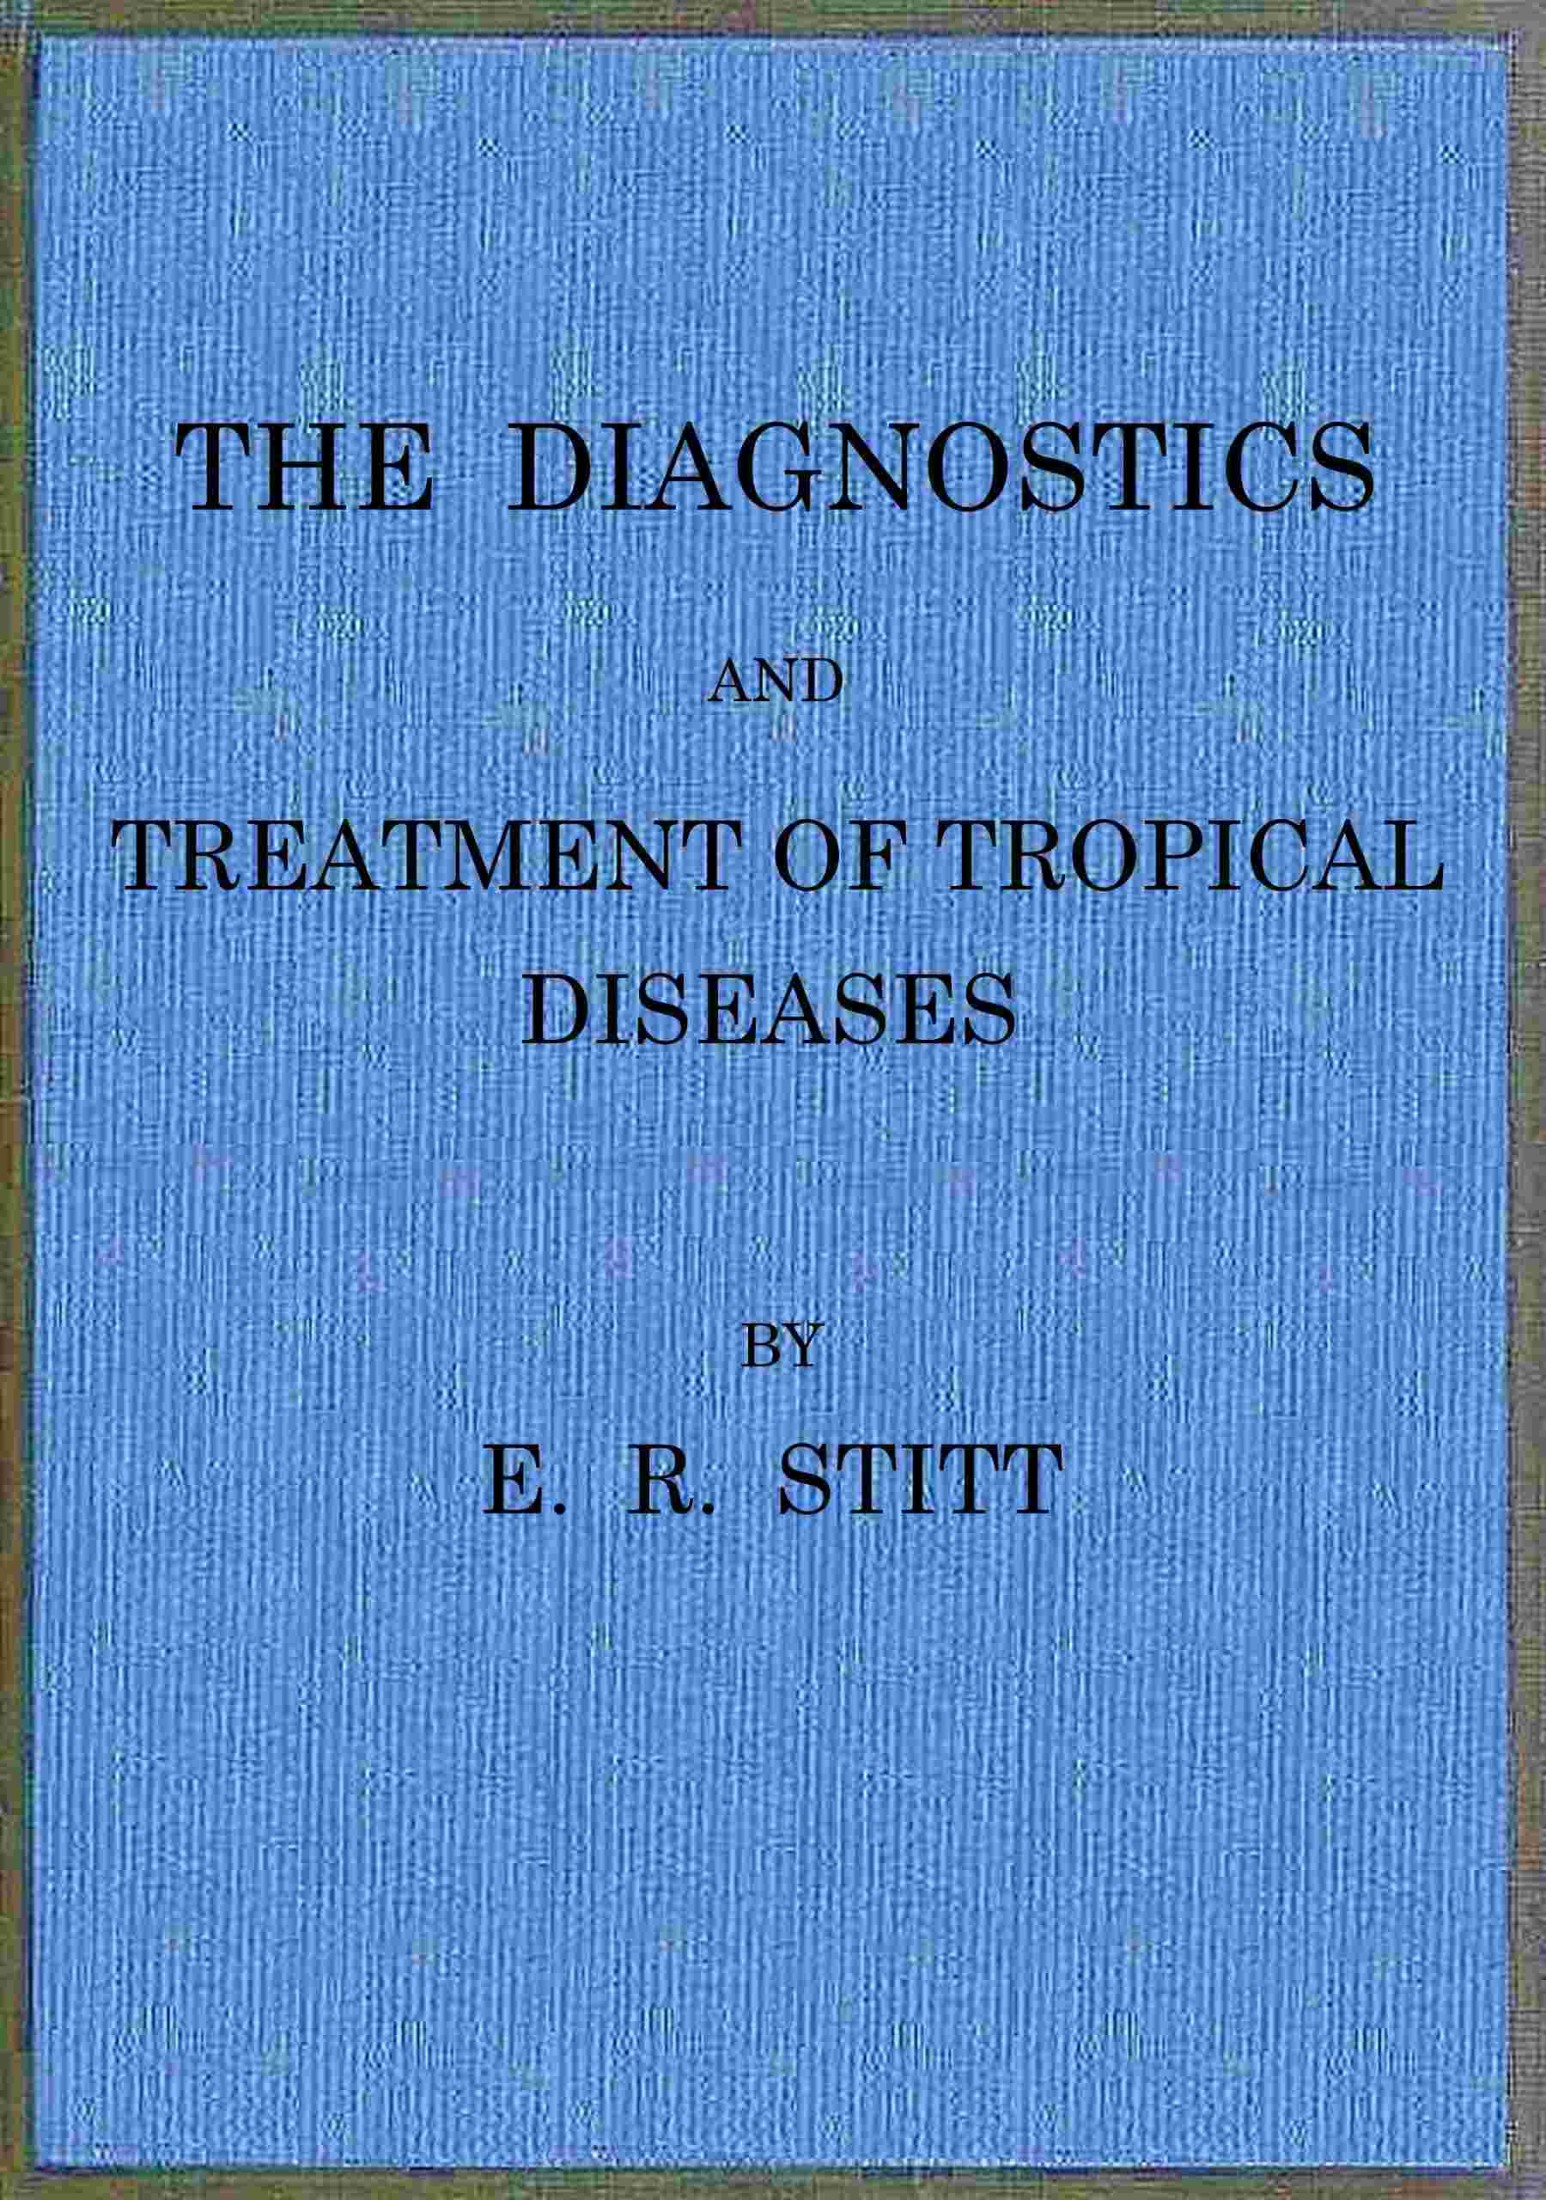 THE DIAGNOSTICS
AND
TREATMENT OF TROPICAL
DISEASES
BY
E. R. STITT